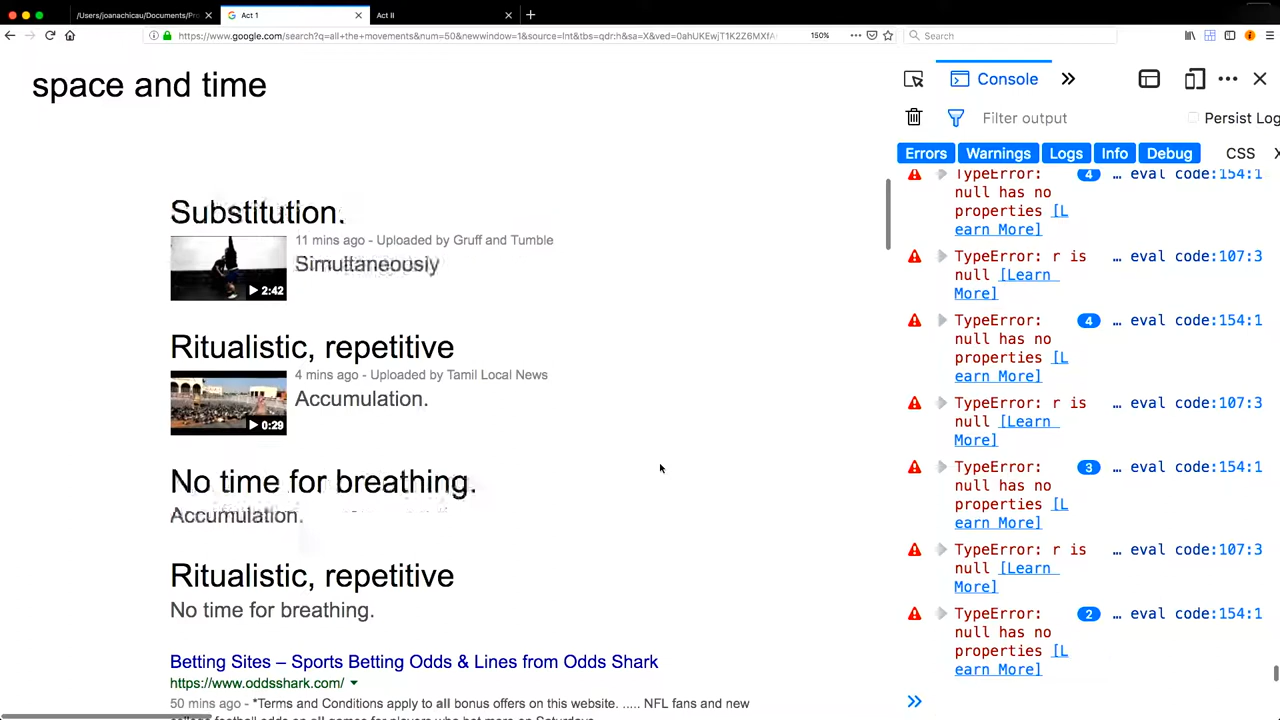 /Users/joanachicau/Documents/Pro
Act 1
Act II
https://www.google.com/search?q=all+the+movements&num=50&newwindow=1&source=lnt&tbs=qdr:h&sa=X&ved=0ahUKEwjT1K2Z6MXfA
150%
Search
space and time
Console
Filter output
Persist Log
Errors Warnings Logs Info Debug CSS X
Substitution.
11 mins ago - Uploaded by Gruff and Tumble
Simultaneously
2:42
Ritualistic, repetitive
4 mins ago - Uploaded by Tamil Local News
Accumulation.
0:29
No time for breathing.
Accumulation.
Ritualistic, repetitive
No time for breathing.
Betting Sites – Sports Betting Odds & Lines from Odds Shark
https://www.oddsshark.com/
50 mins ago - *Terms and Conditions apply to all bonus offers on this website. ..... NFL fans and new
TypeError: 4 … eval code:154:1
null has no
properties [L
earn More]
TypeError: r is … eval code:107:3
null [Learn
More]
TypeError: 4 … eval code:154:1
null has no
properties [L
earn More]
TypeError: r is … eval code:107:3
null [Learn
More]
TypeError: 3 … eval code:154:1
null has no
properties [L
earn More]
TypeError: r is … eval code:107:3
null [Learn
More]
TypeError: 2 … eval code:154:1
null has no
properties [L
earn More]